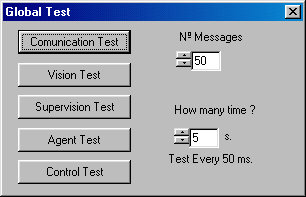 Global Test
Comunication Test
Vision Test
Supervision Test
Agent Test
Control Test
Nº Messages
50
How many time ?
5 s.
Test Every 50 ms.